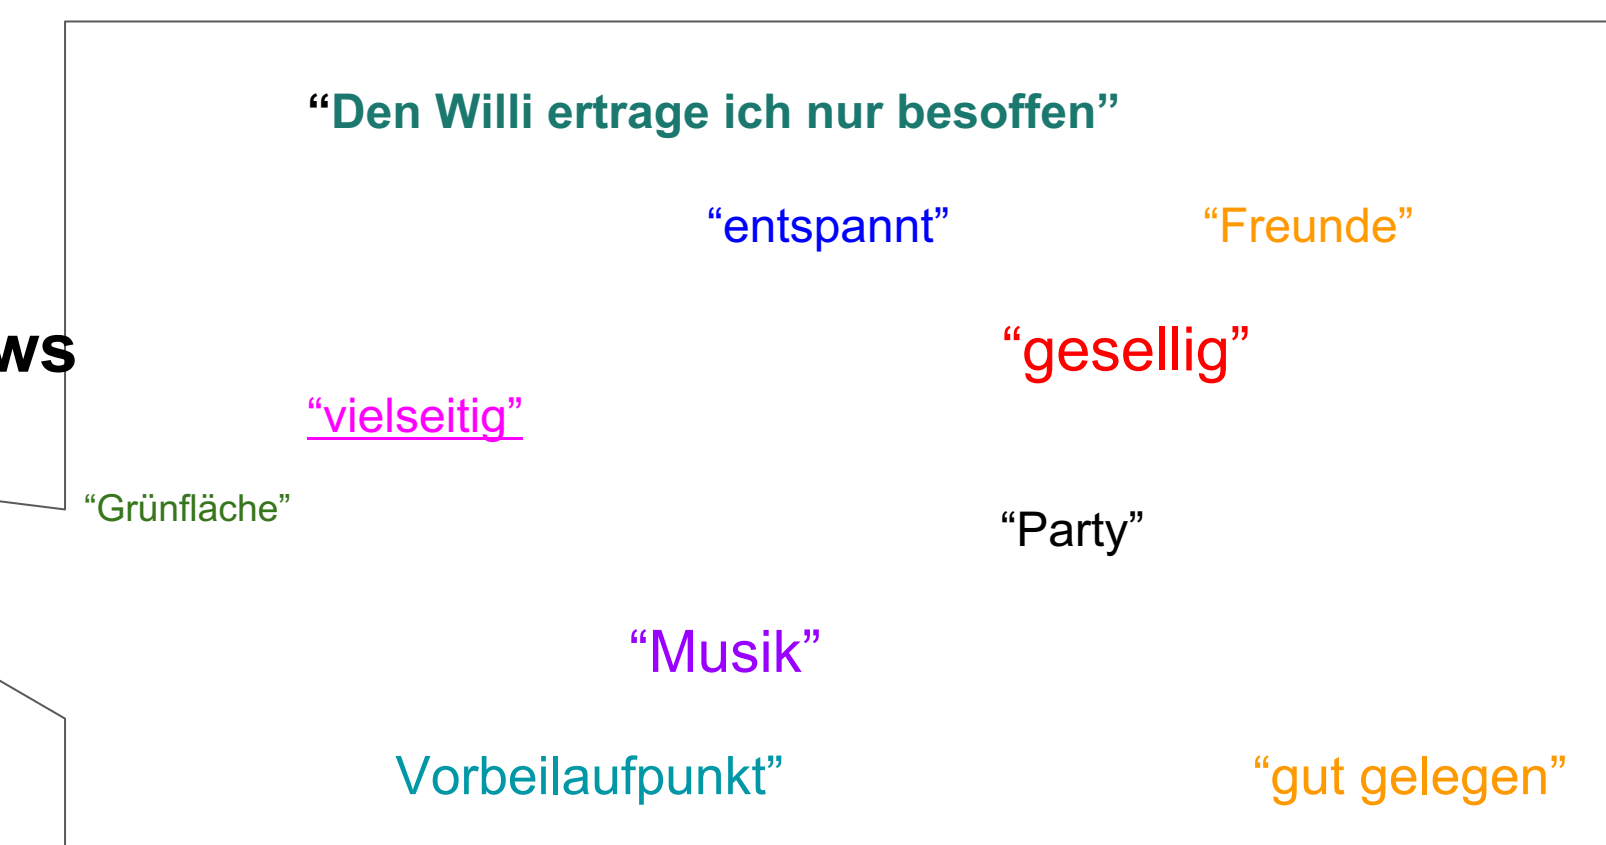 “Den Willi ertrage ich nur besoffen”
“entspannt” “Freunde”
ws “gesellig”
“vielseitig”
“Grünfläche” “Party”
“Musik”
Vorbeilaufpunkt” “gut gelegen”